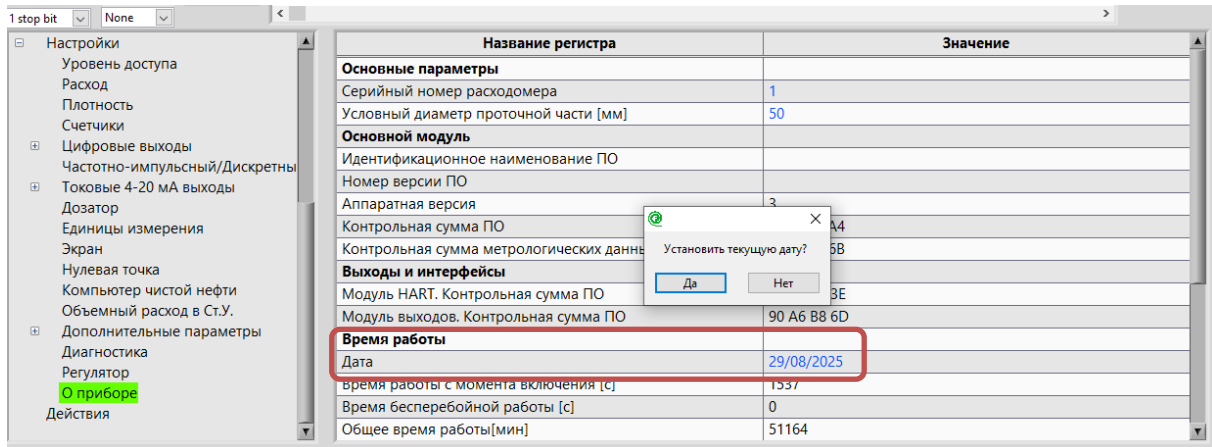 1 stop bit None
Настройки
Уровень доступа
Расход
Плотность
Счетчики
Цифровые выходы
Частотно-импульсный/Дискретны
Токовые 4-20 мА выходы
Дозатор
Единицы измерения
Экран
Нулевая точка
Компьютер чистой нефти
Объемный расход в Ст.У.
Дополнительные параметры
Диагностика
Регулятор
О приборе
Действия
Название регистра Значение
Основные параметры
Серийный номер расходомера 1
Условный диаметр проточной части [мм] 50
Основной модуль
Идентификационное наименование ПО
Номер версии ПО
Аппаратная версия 3
Контрольная сумма ПО A4
Контрольная сумма метрологических данны 6B
Выходы и интерфейсы
Модуль HART. Контрольная сумма ПО 3E
Модуль выходов. Контрольная сумма ПО 90 A6 B8 6D
Время работы
Дата 29/08/2025
Время работы с момента включения [с] 1537
Время бесперебойной работы [с] 0
Общее время работы[мин] 51164
Установить текущую дату?
Да Нет